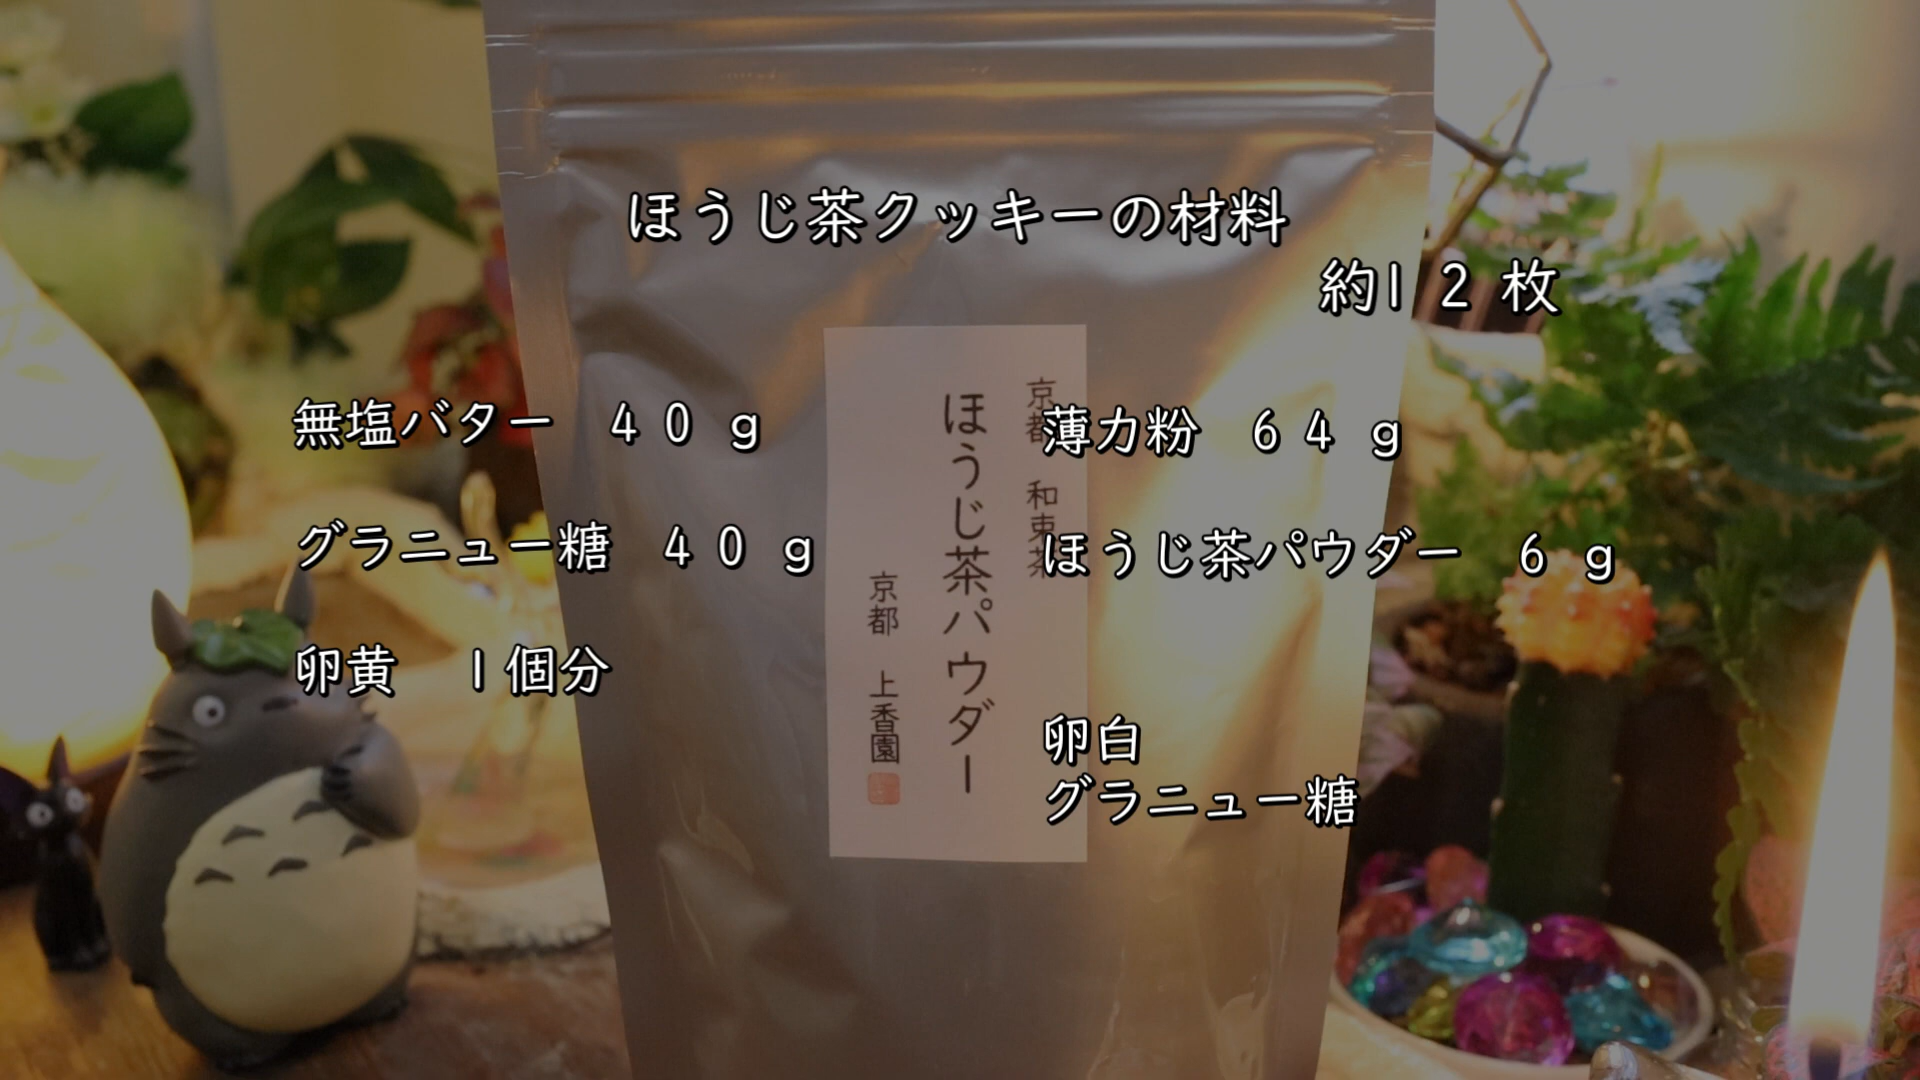 ほうじ茶クッキーの材料
約12枚
無塩バター 40g
グラニュー糖 40g
卵黄 1個分
薄力粉 64g
ほうじ茶パウダー 6g
卵白
グラニュー糖
京都 和束茶
ほうじ茶パウダー
京都 上香園